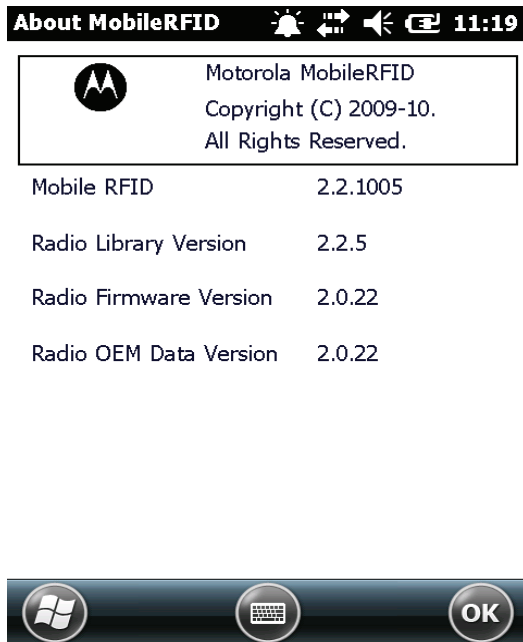 About MobileRFID 11:19
Motorola MobileRFID
Copyright (C) 2009-10.
All Rights Reserved.
Mobile RFID 2.2.1005
Radio Library Version 2.2.5
Radio Firmware Version 2.0.22
Radio OEM Data Version 2.0.22
OK